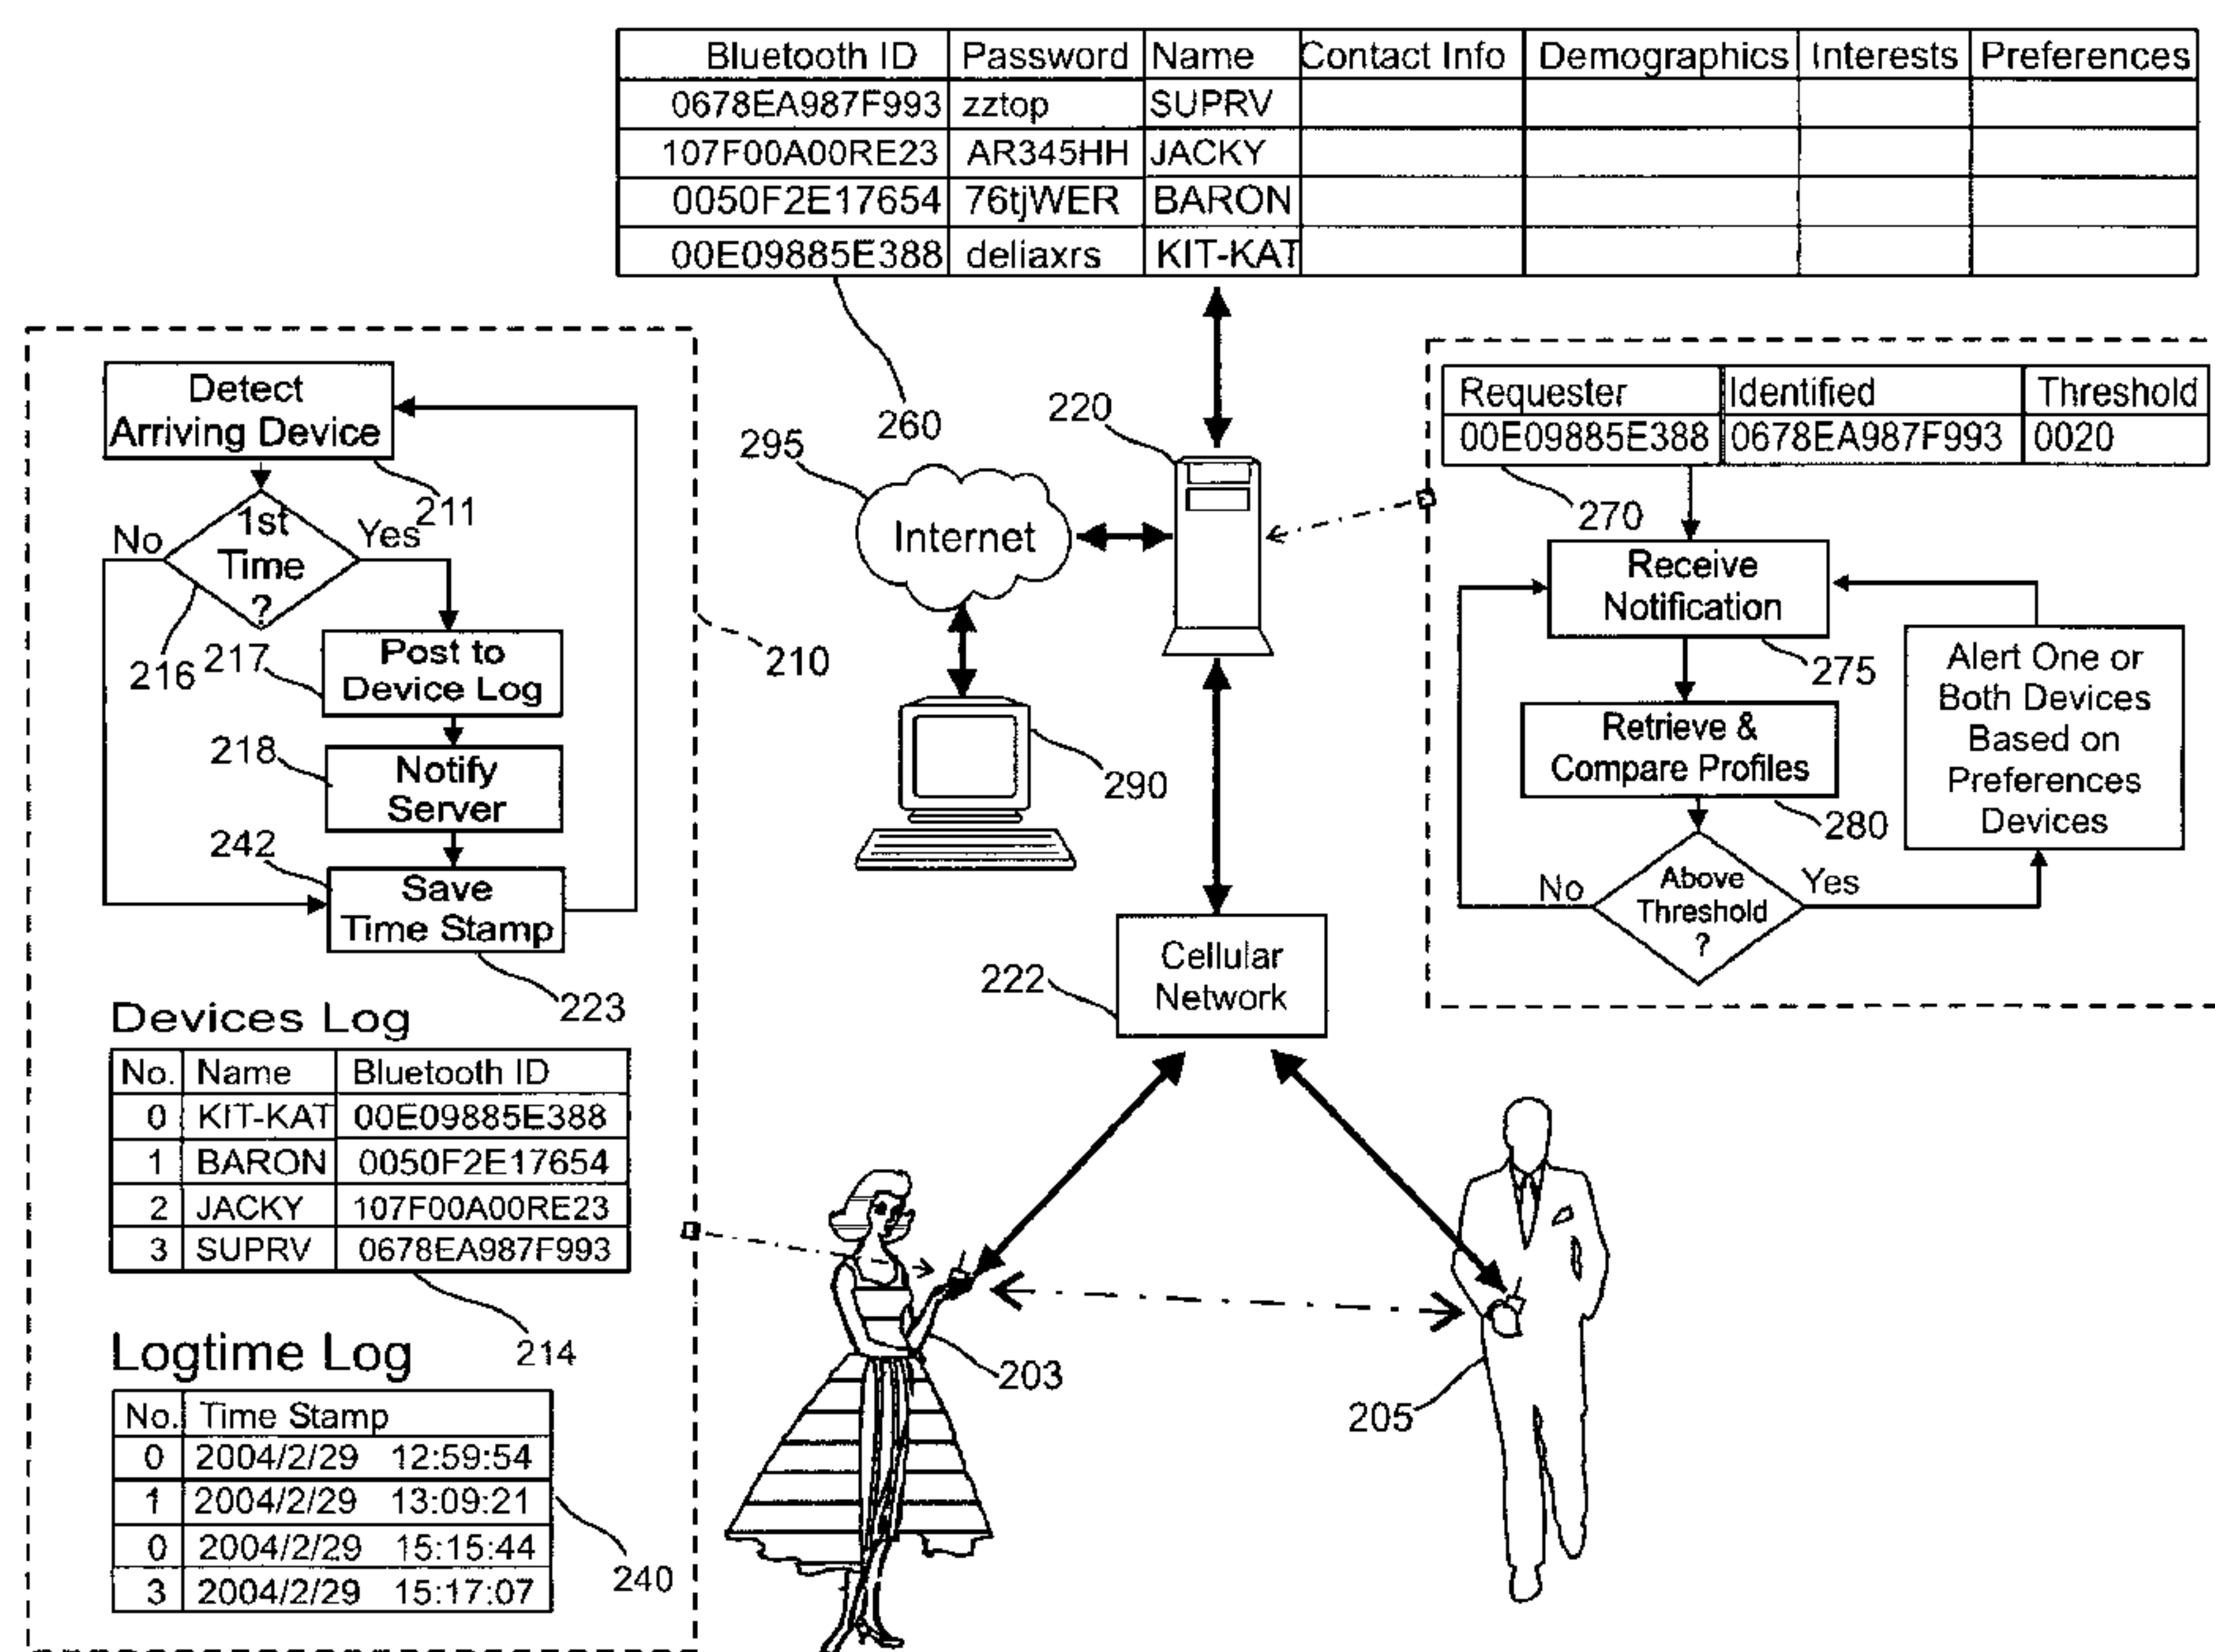 Bluetooth ID Password Name Contact Info Demographics Interests Preferences
0678EA987F993 zztop SUPRV
107F00A00RE23 AR345HH JACKY
0050F2E17654 76tjWER BARON
00E09885E388 deliaxrs KIT-KAT
260
Detect
Arriving Device
211
1st
Time
?
No
Yes
216
217
Post to
Device Log
218
Notify
Server
242
Save
Time Stamp
223
210
Devices Log
No. Name Bluetooth ID
0 KIT-KAT 00E09885E388
1 BARON 0050F2E17654
2 JACKY 107F00A00RE23
3 SUPRV 0678EA987F993
214
Logtime Log
No. Time Stamp
0 2004/2/29 12:59:54
1 2004/2/29 13:09:21
0 2004/2/29 15:15:44
3 2004/2/29 15:17:07
240
295
Internet
220
290
Cellular
Network
222
203
205
Requester Identified Threshold
00E09885E388 0678EA987F993 0020
270
Receive
Notification
275
Retrieve &
Compare Profiles
280
Above
Threshold
?
No
Yes
Alert One or
Both Devices
Based on
Preferences
Devices